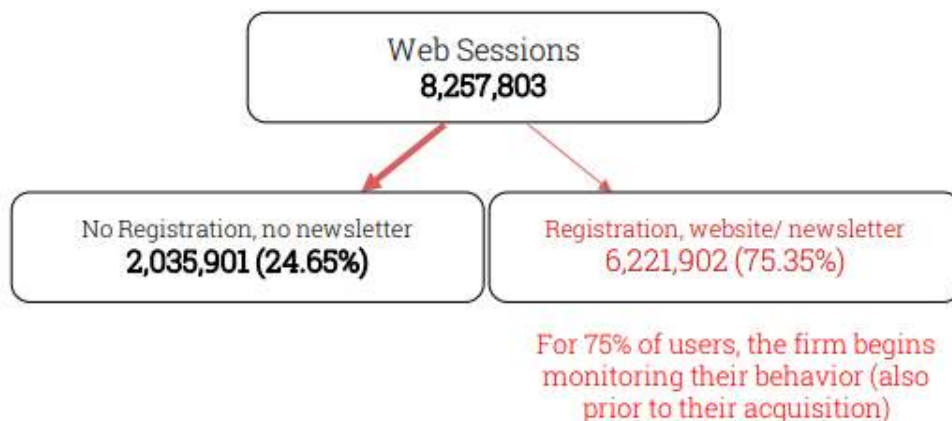 Web Sessions
8,257,803
No Registration, no newsletter
2,035,901 (24.65%)
Registration, website/ newsletter
6,221,902 (75.35%)
For 75% of users, the firm begins
monitoring their behavior (also
prior to their acquisition)